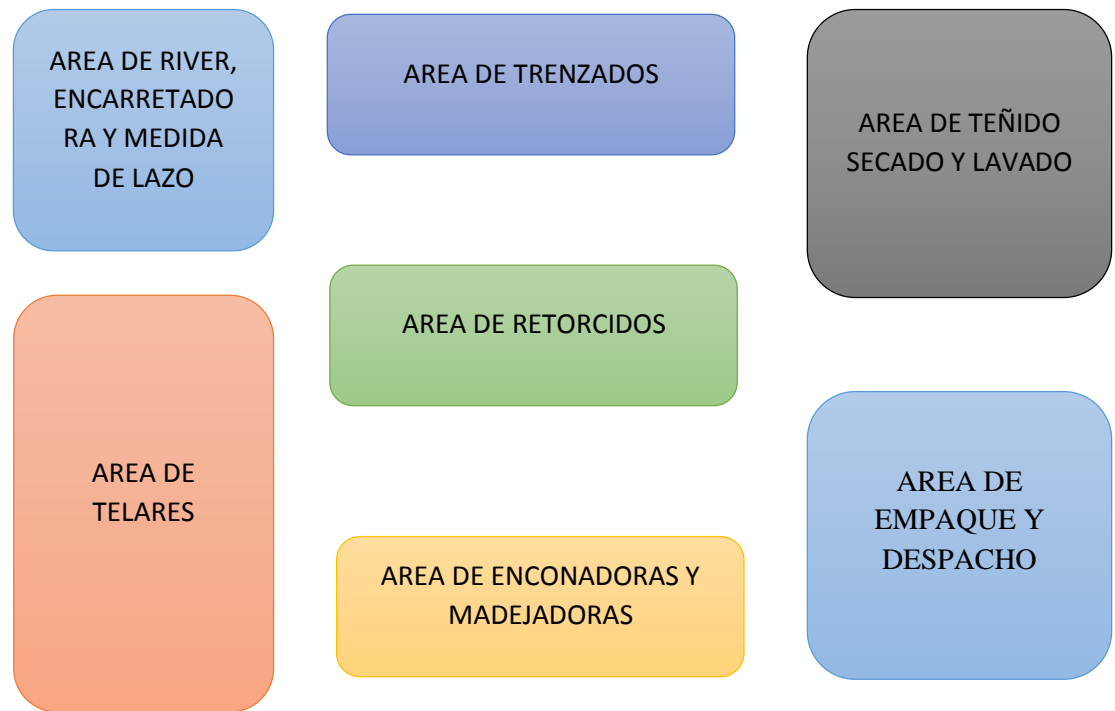 AREA DE RIVER,
ENCARRETADO
RA Y MEDIDA
DE LAZO
AREA DE TRENZADOS
AREA DE TEÑIDO
SECADO Y LAVADO
AREA DE RETORCIDOS
AREA DE
TELARES
AREA DE
EMPAQUE Y
DESPACHO
AREA DE ENCONADORAS Y
MADEJADORAS